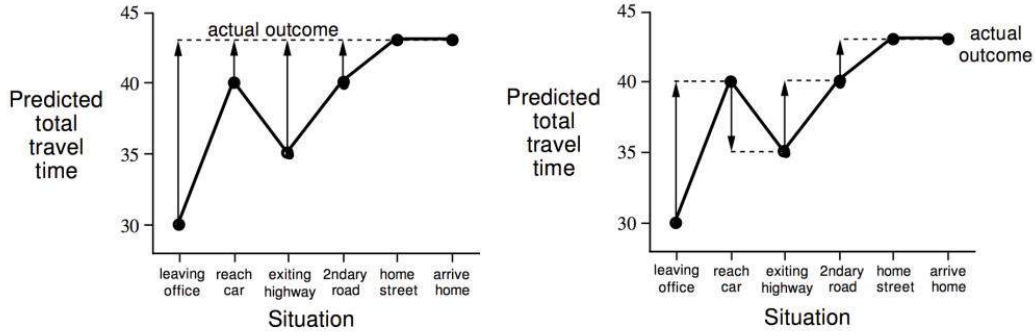 45
actual outcome
40
Predicted
total
travel
time
35
30
leaving
office
reach
car
exiting
highway
2ndary
road
home
street
arrive
home
Situation
45
actual
outcome
40
Predicted
total
travel
time
35
30
leaving
office
reach
car
exiting
highway
2ndary
road
home
street
arrive
home
Situation